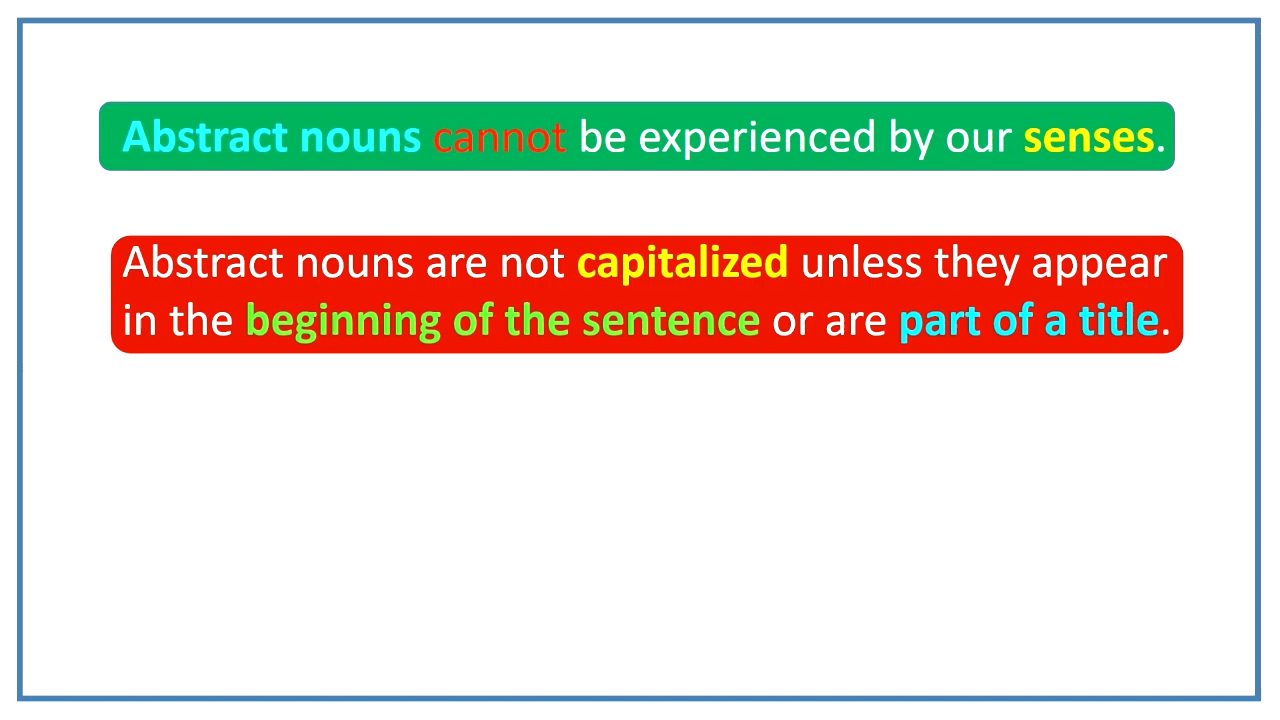 Abstract nouns cannot be experienced by our senses.
Abstract nouns are not capitalized unless they appear
in the beginning of the sentence or are part of a title.